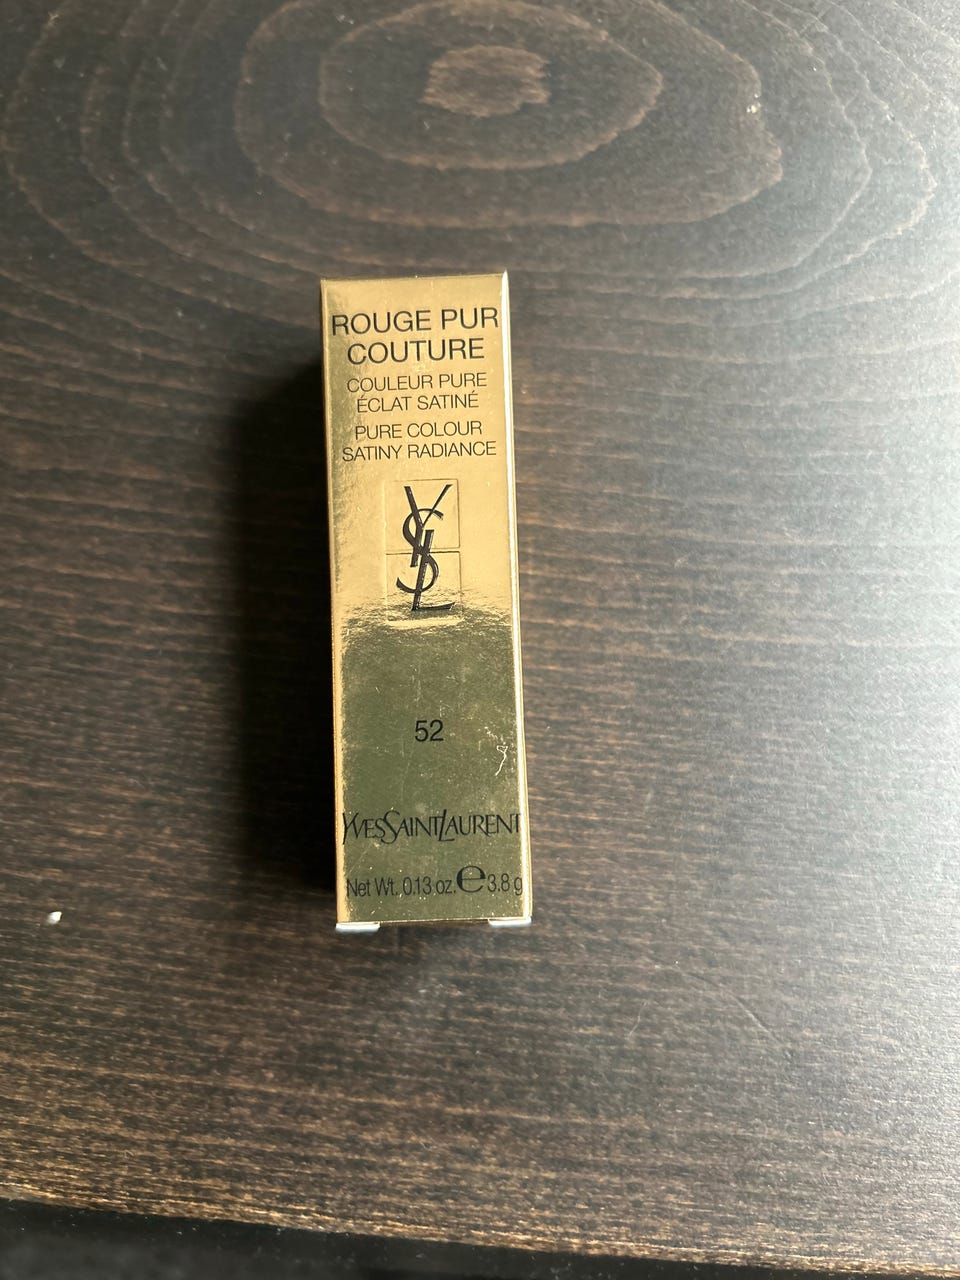 ROUGE PUR
COUTURE
COULEUR PURE
ÉCLAT SATINÉ
PURE COLOUR
SATINY RADIANCE
YSL
52
YVESSAINTLAURENT
Net Wt. 0.13 oz. ℮ 3.8 g